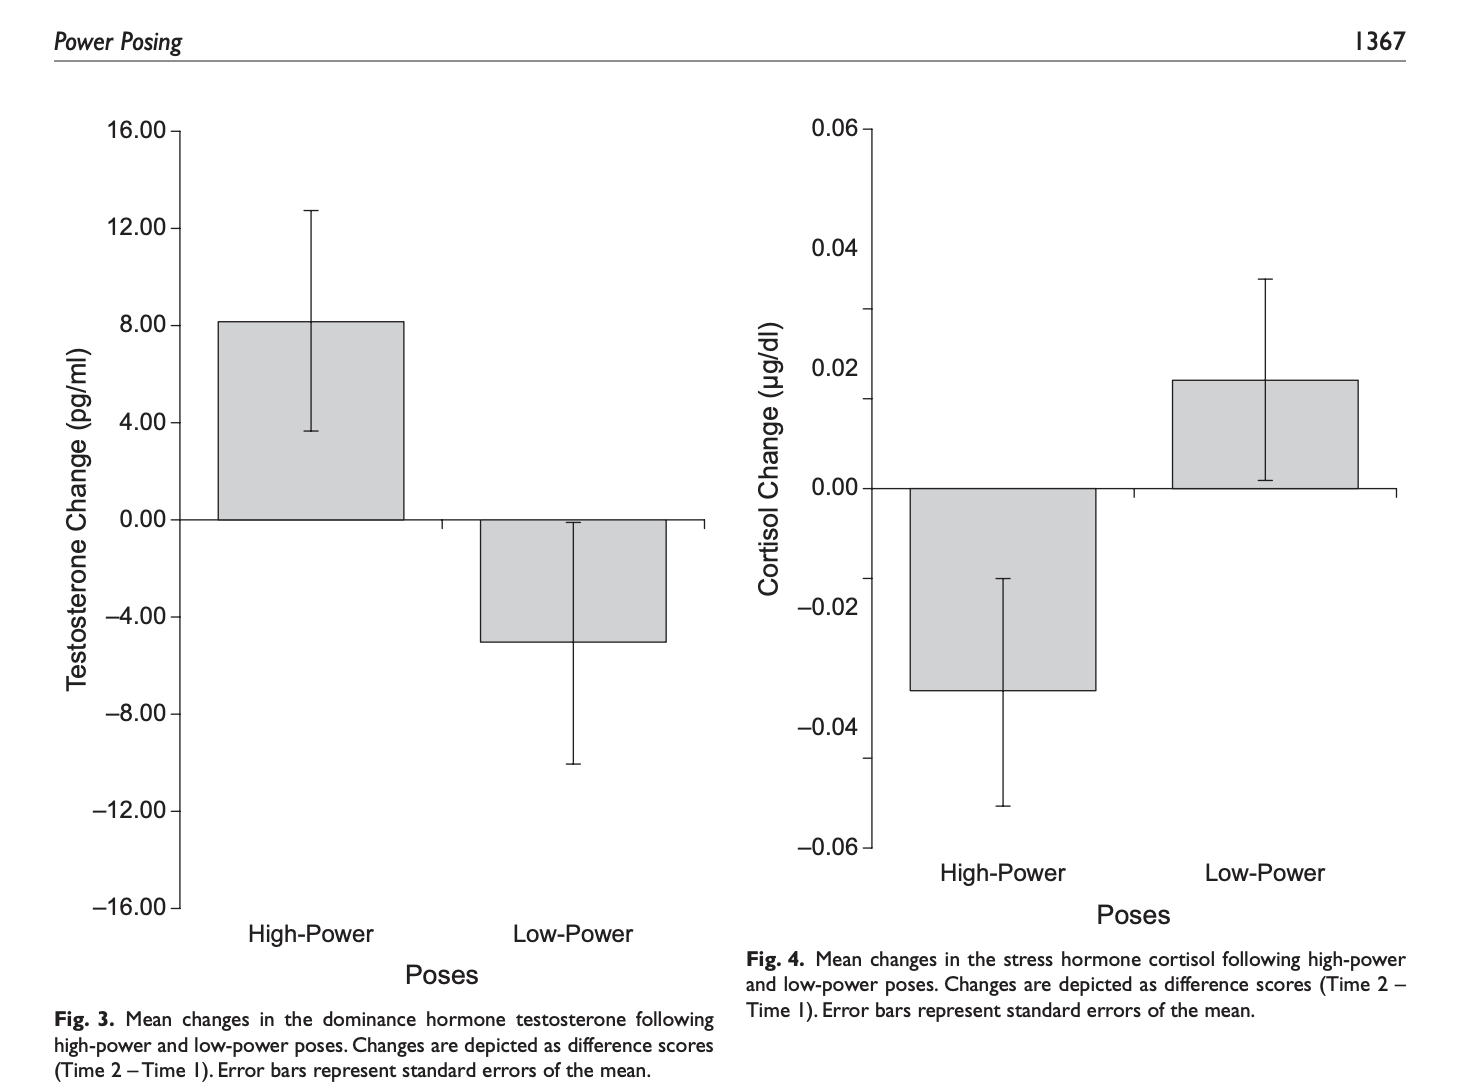 Power Posing
1367
16.00
12.00
8.00
4.00
0.00
–4.00
–8.00
–12.00
–16.00
Testosterone Change (pg/ml)
High-Power
Low-Power
Poses
Fig. 3. Mean changes in the dominance hormone testosterone following
high-power and low-power poses. Changes are depicted as difference scores
(Time 2 – Time 1). Error bars represent standard errors of the mean.
0.06
0.04
0.02
0.00
–0.02
–0.04
–0.06
Cortisol Change (µg/dl)
High-Power
Low-Power
Poses
Fig. 4. Mean changes in the stress hormone cortisol following high-power
and low-power poses. Changes are depicted as difference scores (Time 2 –
Time 1). Error bars represent standard errors of the mean.